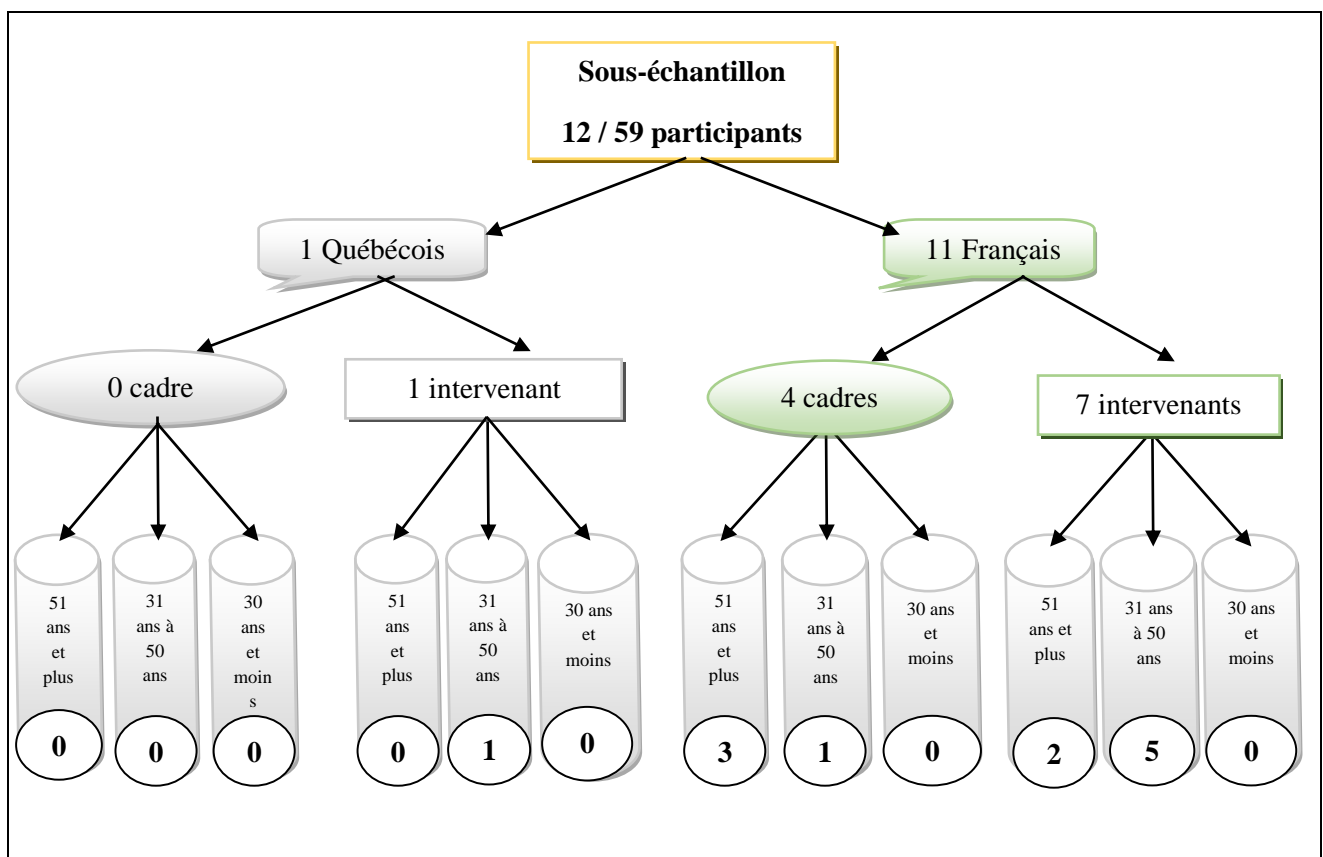 Sous-échantillon
12 / 59 participants
1 Québécois
11 Français
0 cadre
1 intervenant
4 cadres
7 intervenants
51
ans
et
plus
31
ans à
50
ans
30
ans
et
moin
s
51
ans
et
plus
31
ans à
50
ans
30 ans
et
moins
51
ans
et
plus
31
ans à
50
ans
30 ans
et
moins
51
ans et
plus
31 ans
à 50
ans
30 ans
et
moins
0
0
0
0
1
0
3
1
0
2
5
0